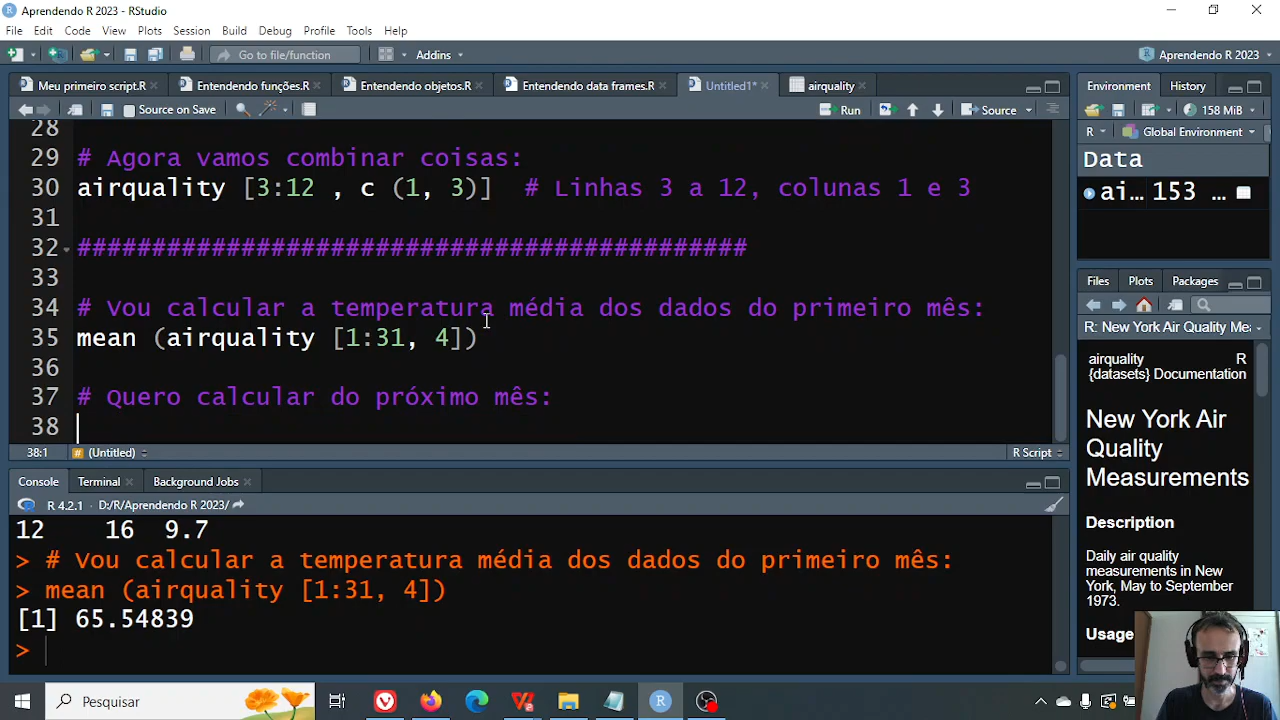 Aprendendo R 2023 - RStudio
File Edit Code View Plots Session Build Debug Profile Tools Help
Go to file/function Addins Aprendendo R 2023
Meu primeiro script.R Entendendo funções.R Entendendo objetos.R Entendendo data frames.R Untitled1* airquality
Source on Save Run Source
28
29 # Agora vamos combinar coisas:
30 airquality [3:12 , c (1, 3)] # Linhas 3 a 12, colunas 1 e 3
31
32 #############################################
33
34 # Vou calcular a temperatura média dos dados do primeiro mês:
35 mean (airquality [1:31, 4])
36
37 # Quero calcular do próximo mês:
38
38:1 # (Untitled) R Script
Console Terminal Background Jobs
R 4.2.1 . D:/R/Aprendendo R 2023/
12 16 9.7
> # Vou calcular a temperatura média dos dados do primeiro mês:
> mean (airquality [1:31, 4])
[1] 65.54839
>
Environment History
158 MiB
R Global Environment
Data
ai... 153 ...
Files Plots Packages
R: New York Air Quality Me
airquality R
{datasets} Documentation
New York Air
Quality
Measurements
Description
Daily air quality
measurements in New
York, May to September
1973.
Usage
Pesquisar